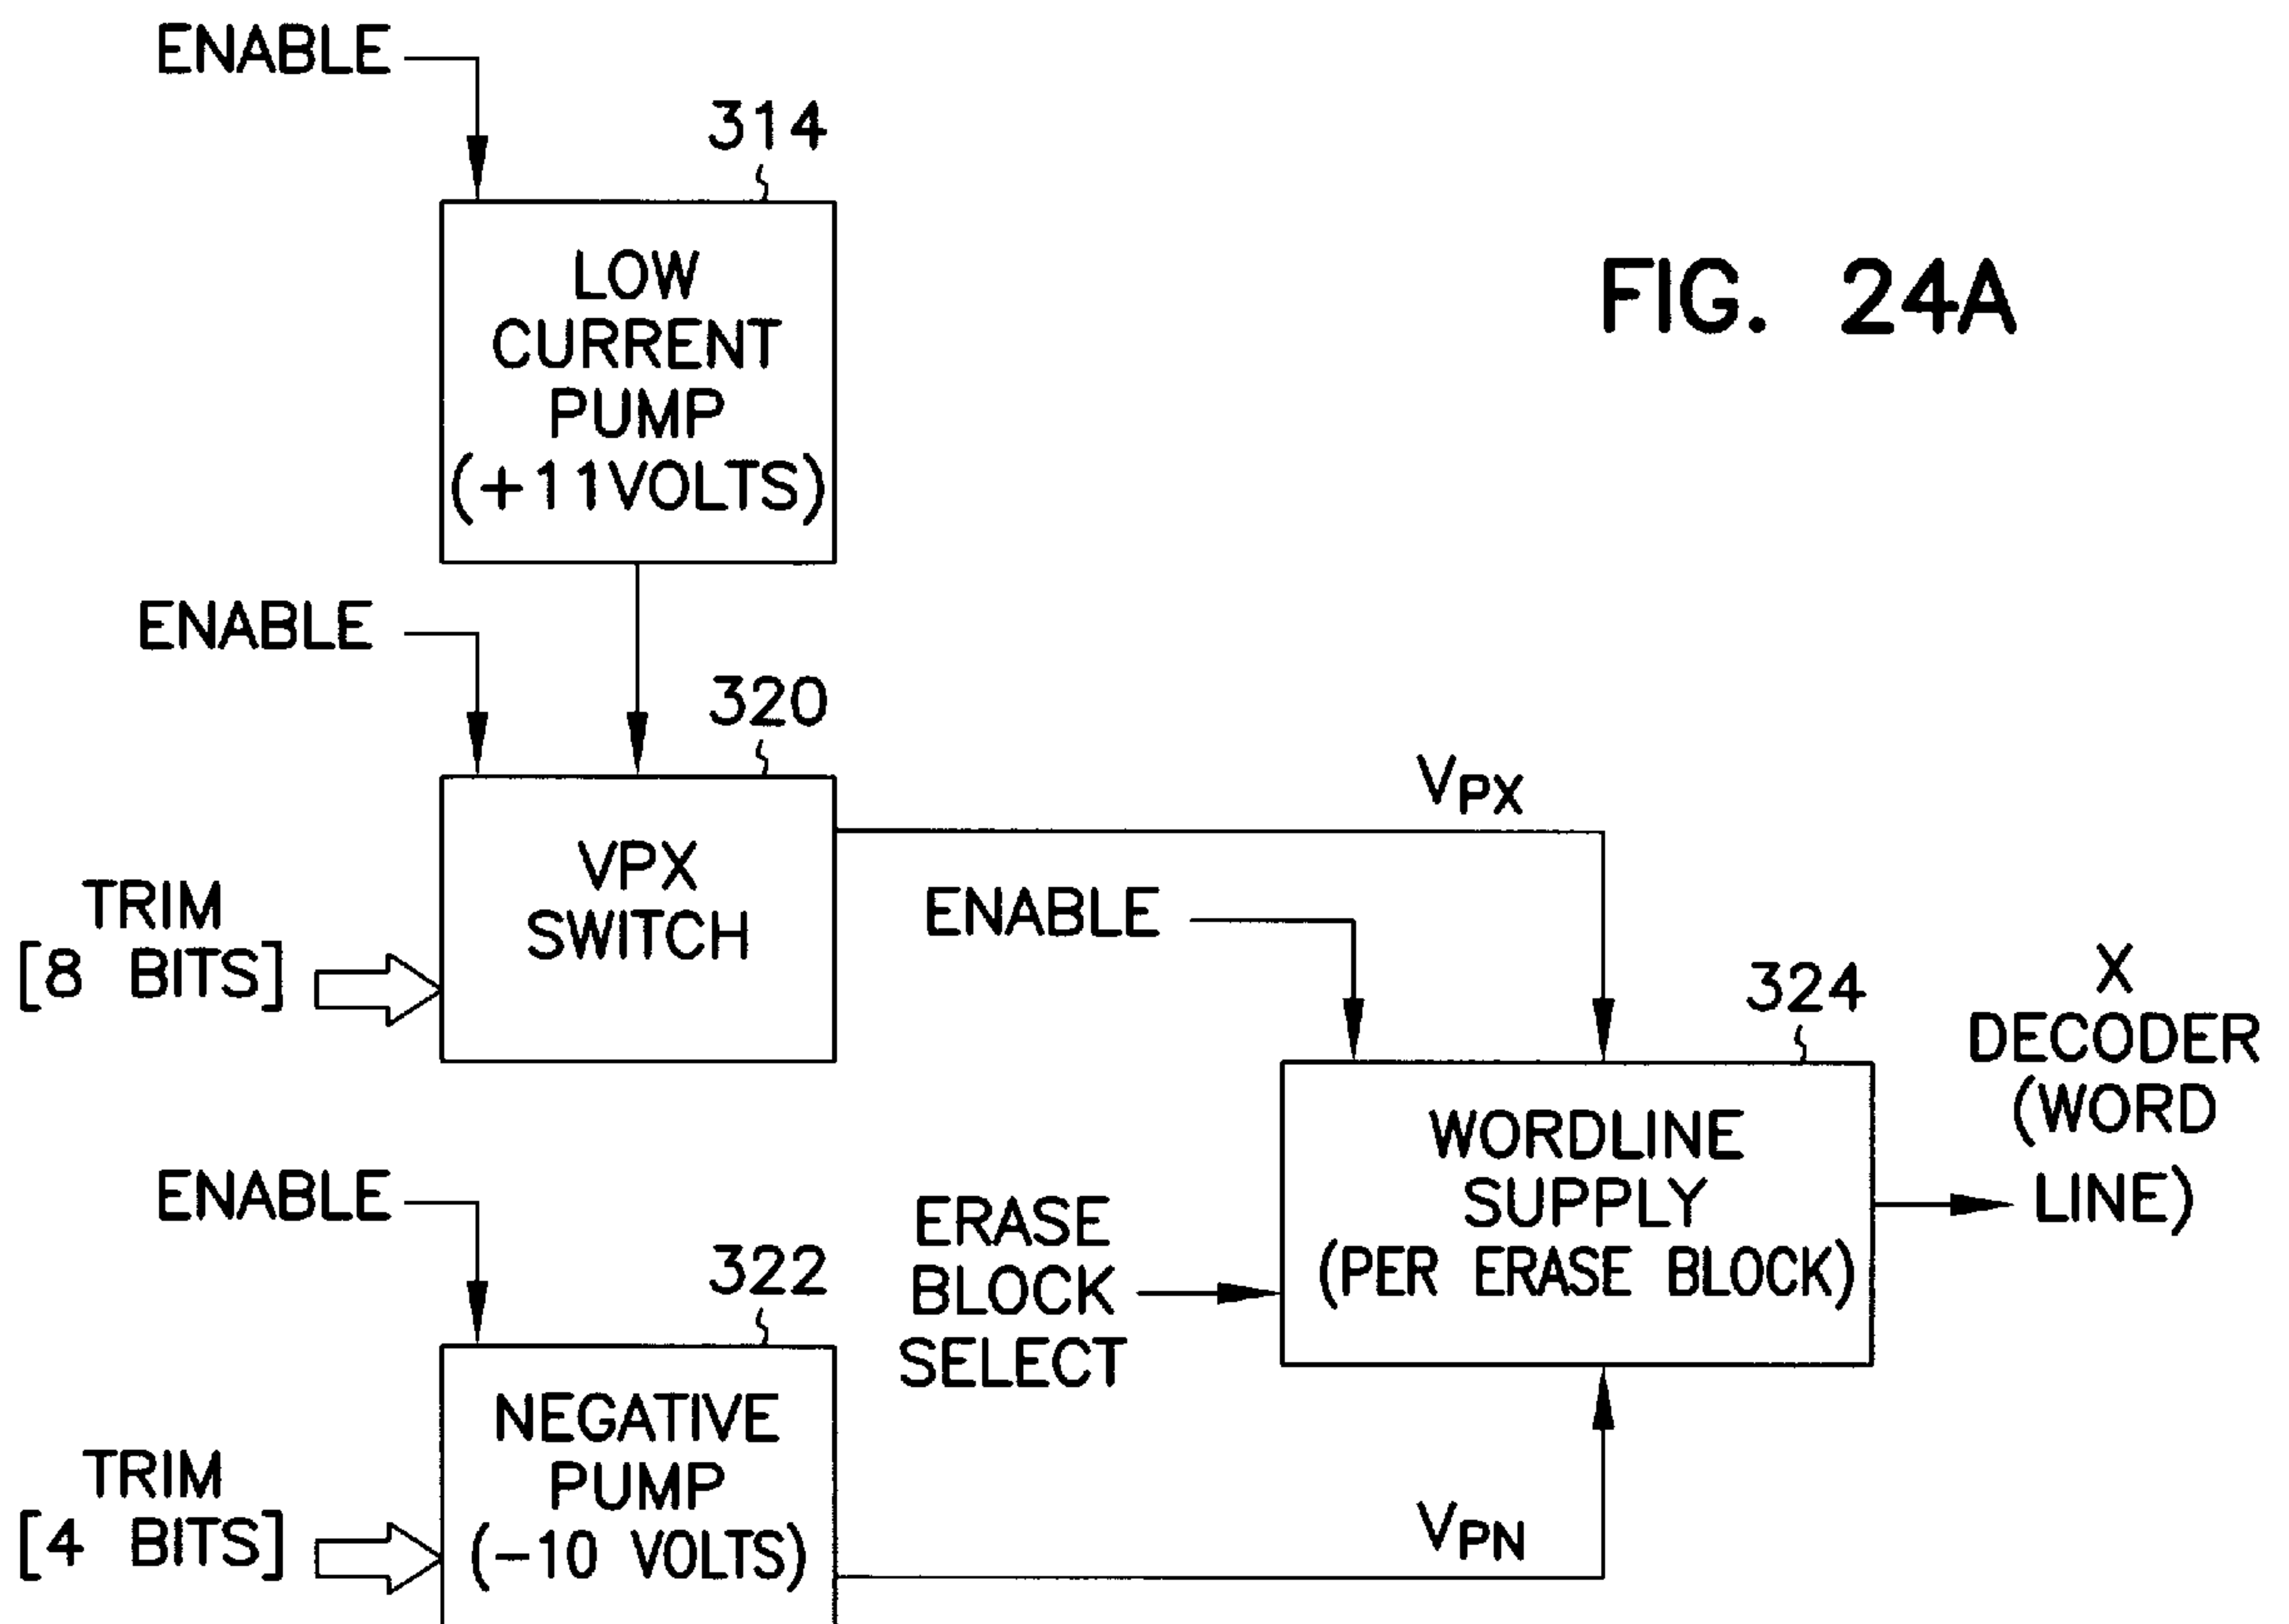 ENABLE
314
LOW
CURRENT
PUMP
(+11VOLTS)
FIG. 24A
ENABLE
320
VPX
SWITCH
TRIM
[8 BITS]
VPX
ENABLE
324
X
DECODER
(WORD
LINE)
WORDLINE
SUPPLY
(PER ERASE BLOCK)
ERASE
BLOCK
SELECT
ENABLE
322
NEGATIVE
PUMP
(-10 VOLTS)
TRIM
[4 BITS]
VPN